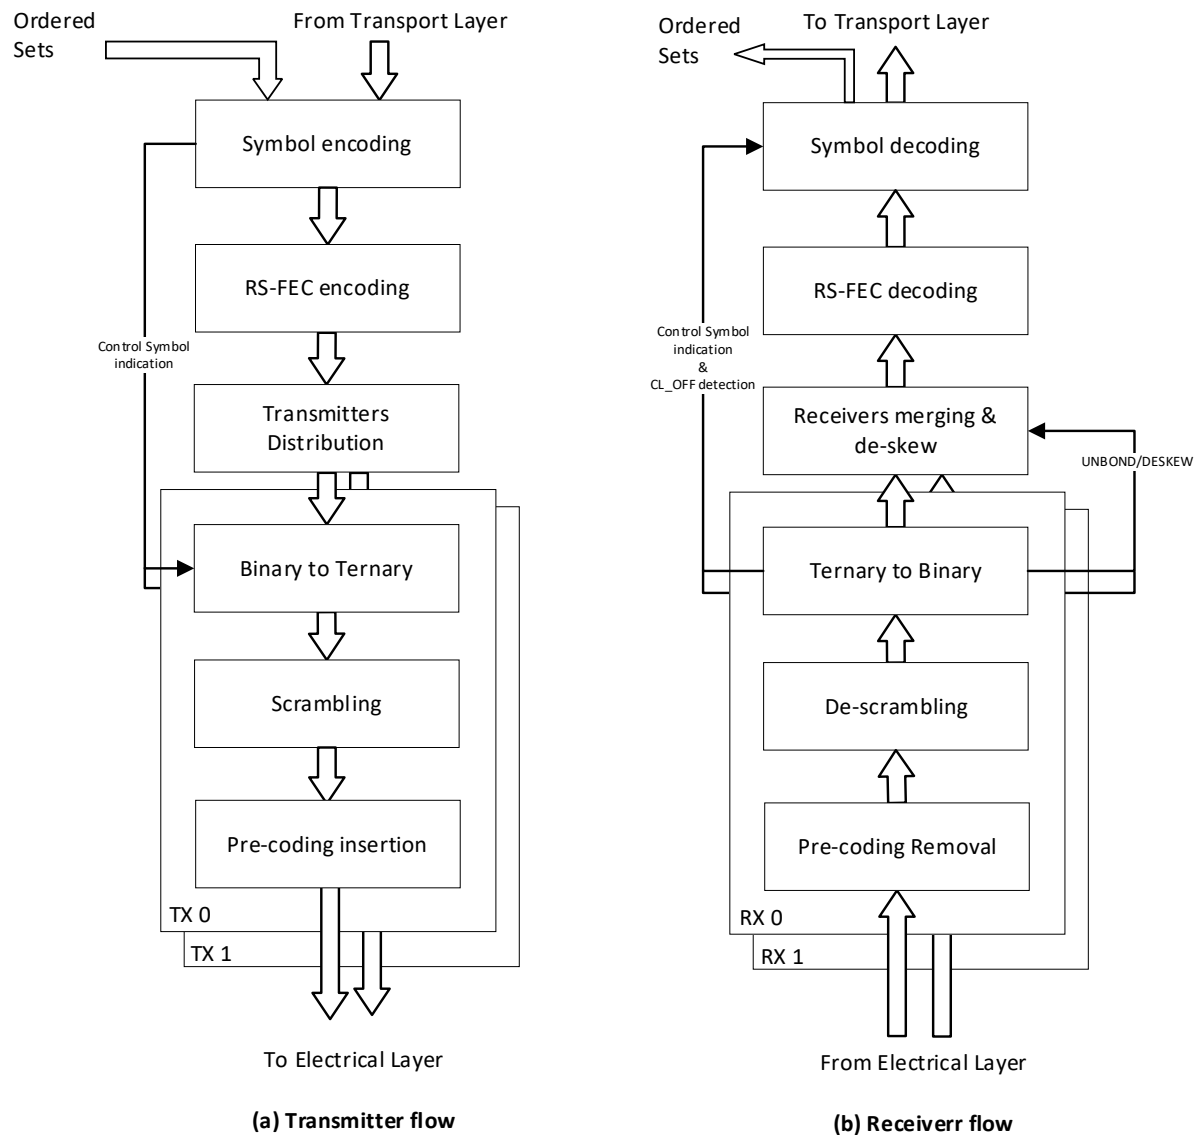 Ordered
Sets
From Transport Layer
Symbol encoding
RS-FEC encoding
Control Symbol
indication
Transmitters
Distribution
Binary to Ternary
Scrambling
Pre-coding insertion
TX 0
TX 1
To Electrical Layer
(a) Transmitter flow
Ordered
Sets
To Transport Layer
Symbol decoding
RS-FEC decoding
Control Symbol
indication
&
CL_OFF detection
Receivers merging &
de-skew
UNBOND/DESKEW
Ternary to Binary
De-scrambling
Pre-coding Removal
RX 0
RX 1
From Electrical Layer
(b) Receiverr flow